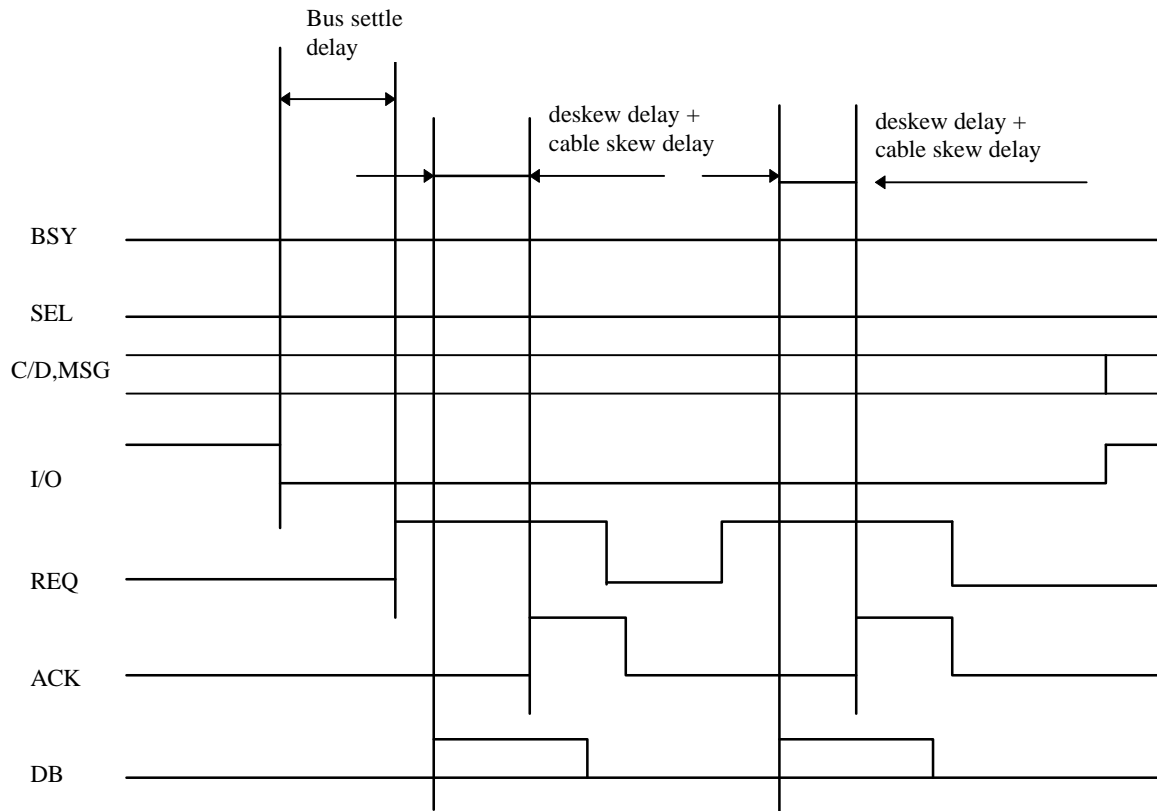 Bus settle
delay
deskew delay +
cable skew delay
deskew delay +
cable skew delay
BSY
SEL
C/D,MSG
I/O
REQ
ACK
DB